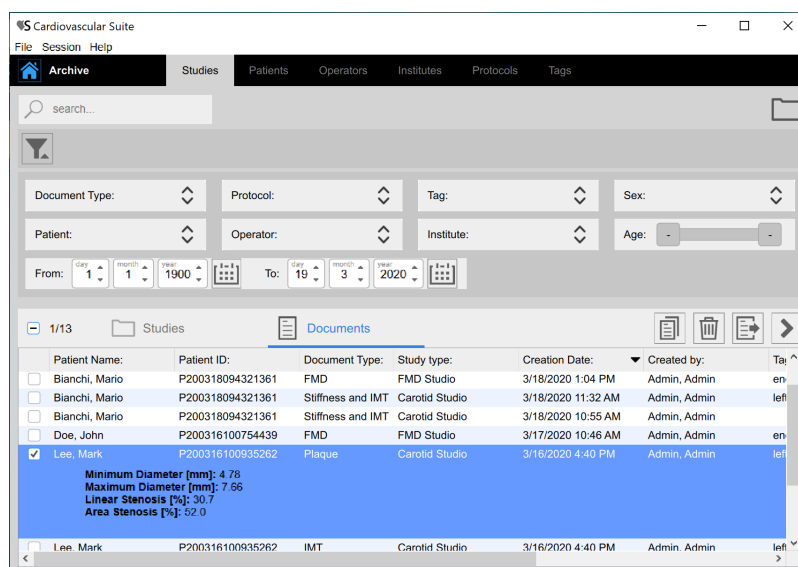 Cardiovascular Suite
File Session Help
Archive Studies Patients Operators Institutes Protocols Tags
search...
Document Type: Protocol: Tag: Sex:
Patient: Operator: Institute: Age: - -
From: day 1 month 1 year 1900 To: day 19 month 3 year 2020
1/13 Studies Documents
Patient Name: Patient ID: Document Type: Study type: Creation Date: Created by:
Bianchi, Mario P200318094321361 FMD FMD Studio 3/18/2020 1:04 PM Admin, Admin en
Bianchi, Mario P200318094321361 Stiffness and IMT Carotid Studio 3/18/2020 11:32 AM Admin, Admin left
Bianchi, Mario P200318094321361 Stiffness and IMT Carotid Studio 3/18/2020 10:55 AM Admin, Admin
Doe, John P200316100754439 FMD FMD Studio 3/17/2020 10:46 AM Admin, Admin en
Lee, Mark P200316100935262 Plaque Carotid Studio 3/16/2020 4:40 PM Admin, Admin left
Minimum Diameter [mm]: 4.78
Maximum Diameter [mm]: 7.66
Linear Stenosis [%]: 30.7
Area Stenosis [%]: 52.0
Lee, Mark P200316100935262 IMT Carotid Studio 3/16/2020 4:40 PM Admin, Admin left